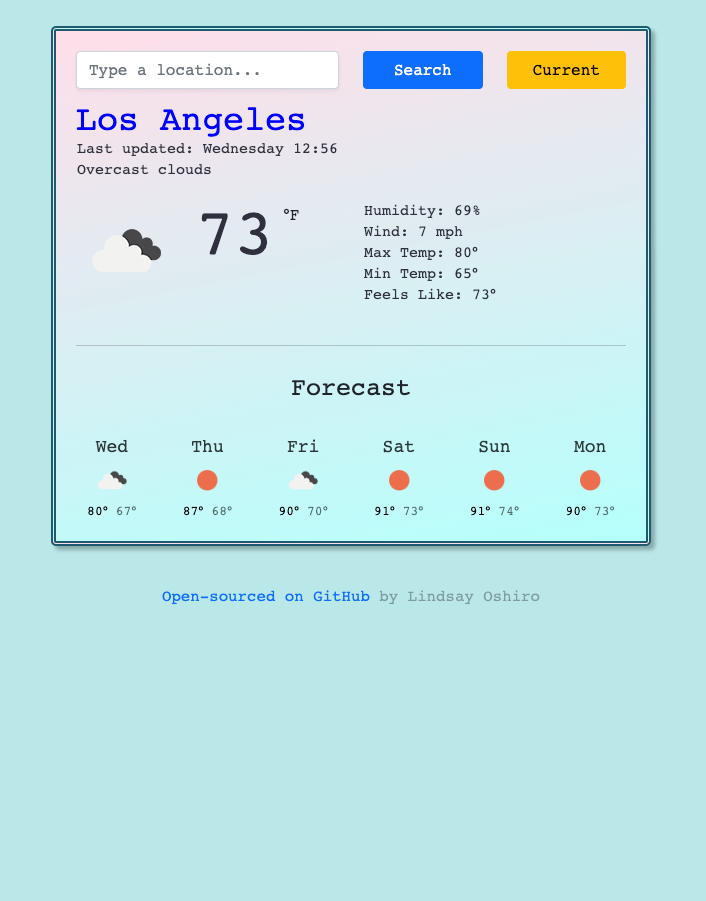 Type a location... Search Current
Los Angeles
Last updated: Wednesday 12:56
Overcast clouds
73 °F
Humidity: 69%
Wind: 7 mph
Max Temp: 80°
Min Temp: 65°
Feels Like: 73°
Forecast
Wed Thu Fri Sat Sun Mon
80° 67° 87° 68° 90° 70° 91° 73° 91° 74° 90° 73°
Open-sourced on GitHub by Lindsay Oshiro